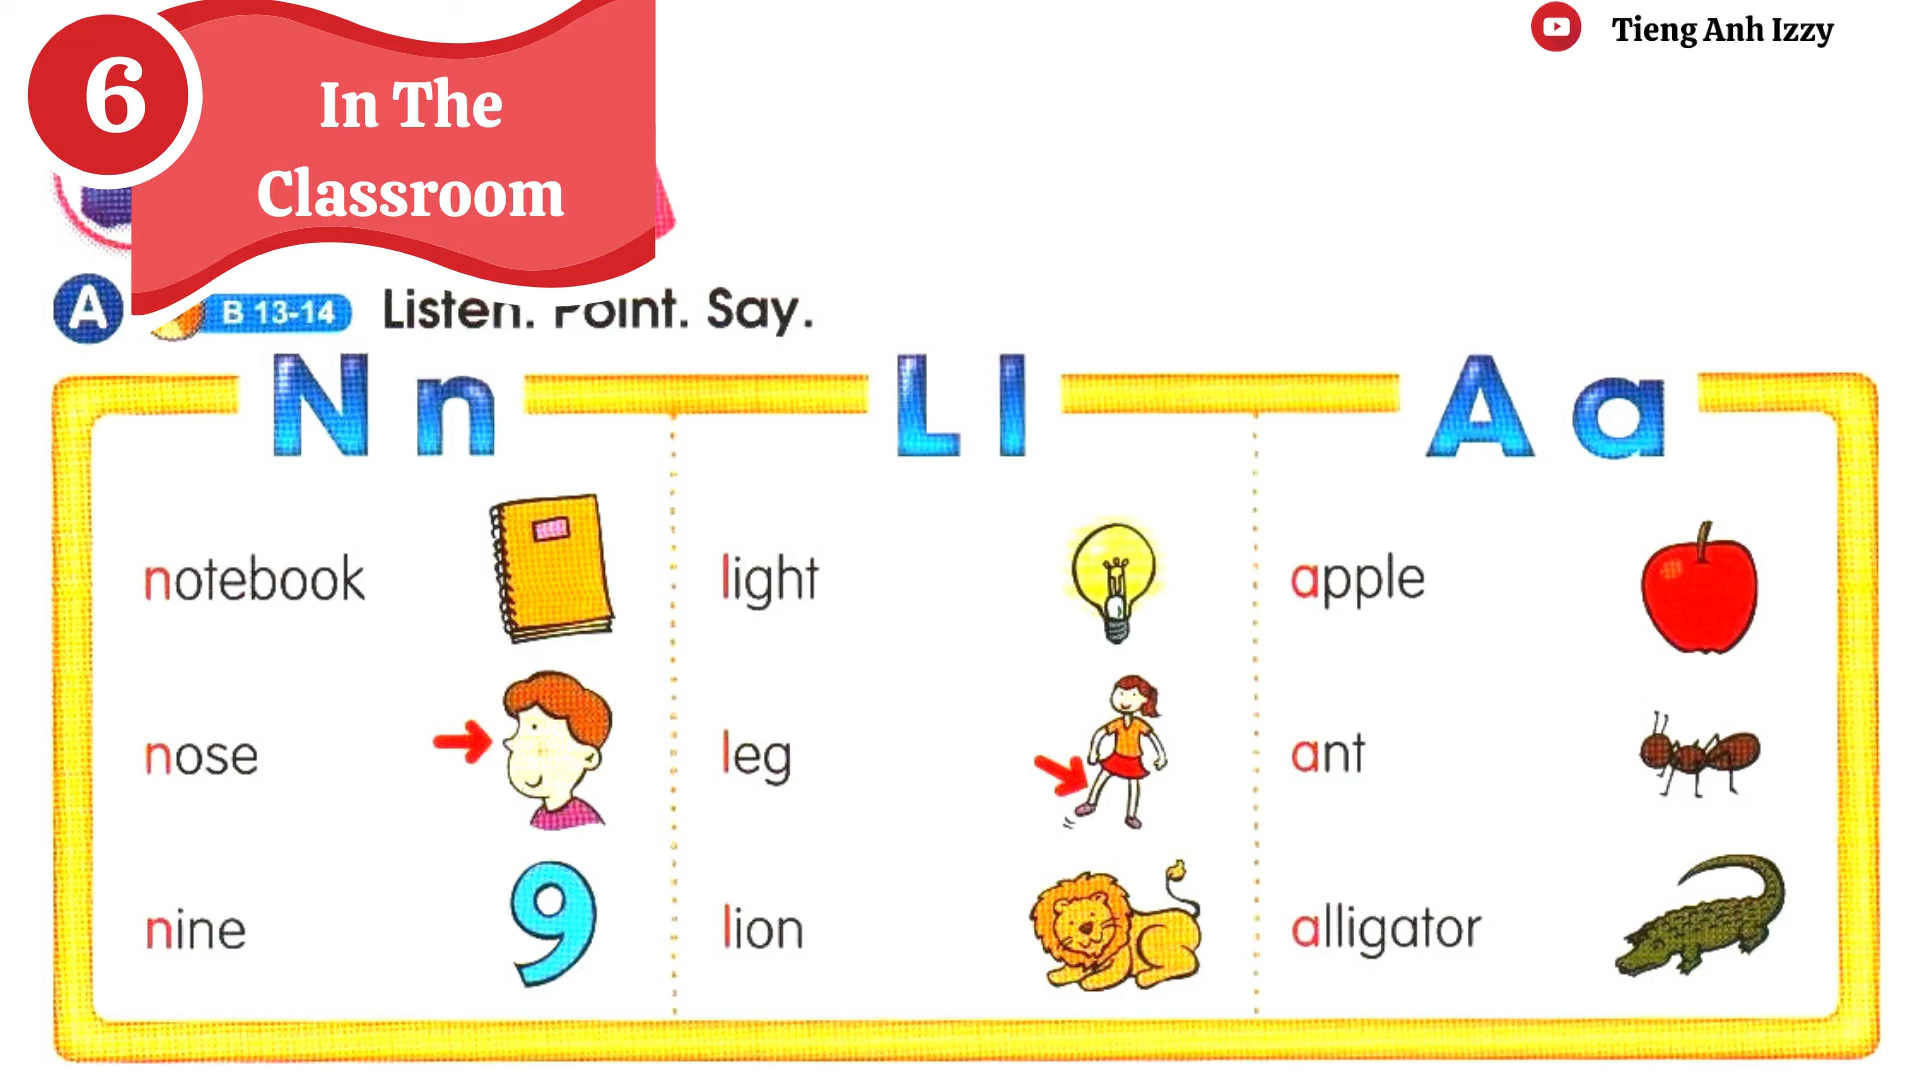 6
In The
Classroom
Tieng Anh Izzy
A
B 13-14
Listen. Point. Say.
N n
L l
A a
notebook
light
apple
nose
leg
ant
nine
9
lion
alligator